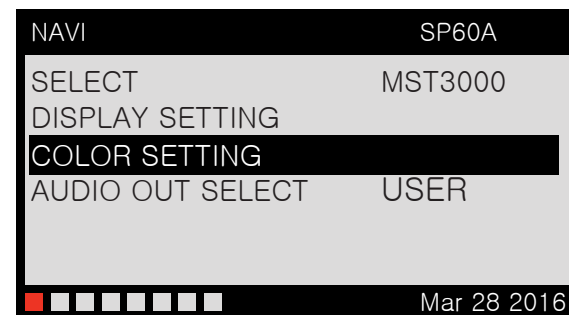 NAVI SP60A
SELECT MST3000
DISPLAY SETTING
COLOR SETTING
AUDIO OUT SELECT USER
Mar 28 2016